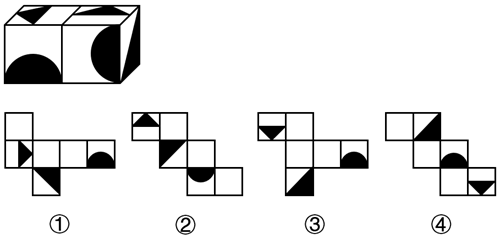 ① ② ③ ④